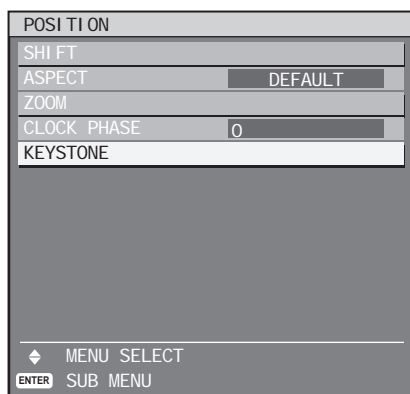 POSITION
SHIFT
ASPECT DEFAULT
ZOOM
CLOCK PHASE 0
KEYSTONE
MENU SELECT
ENTER SUB MENU